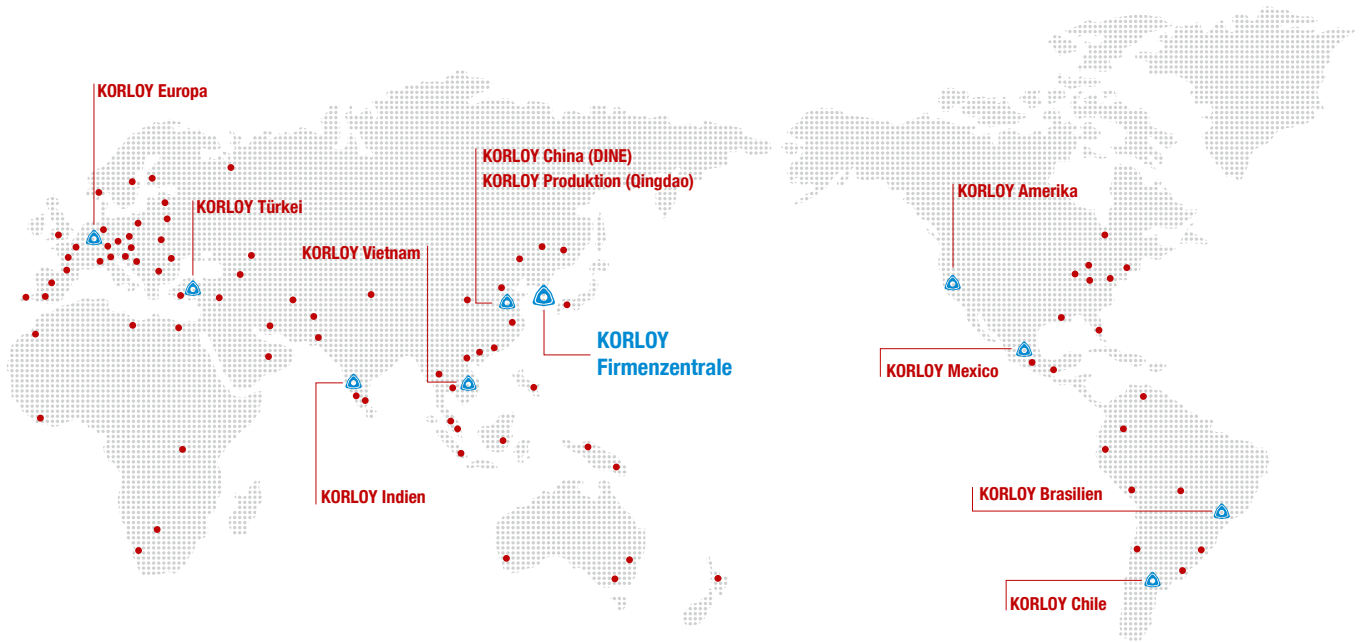 KORLOY Europa
KORLOY China (DINE)
KORLOY Produktion (Qingdao)
KORLOY Amerika
KORLOY Türkei
KORLOY Vietnam
KORLOY
Firmenzentrale
KORLOY Mexico
KORLOY Indien
KORLOY Brasilien
KORLOY Chile